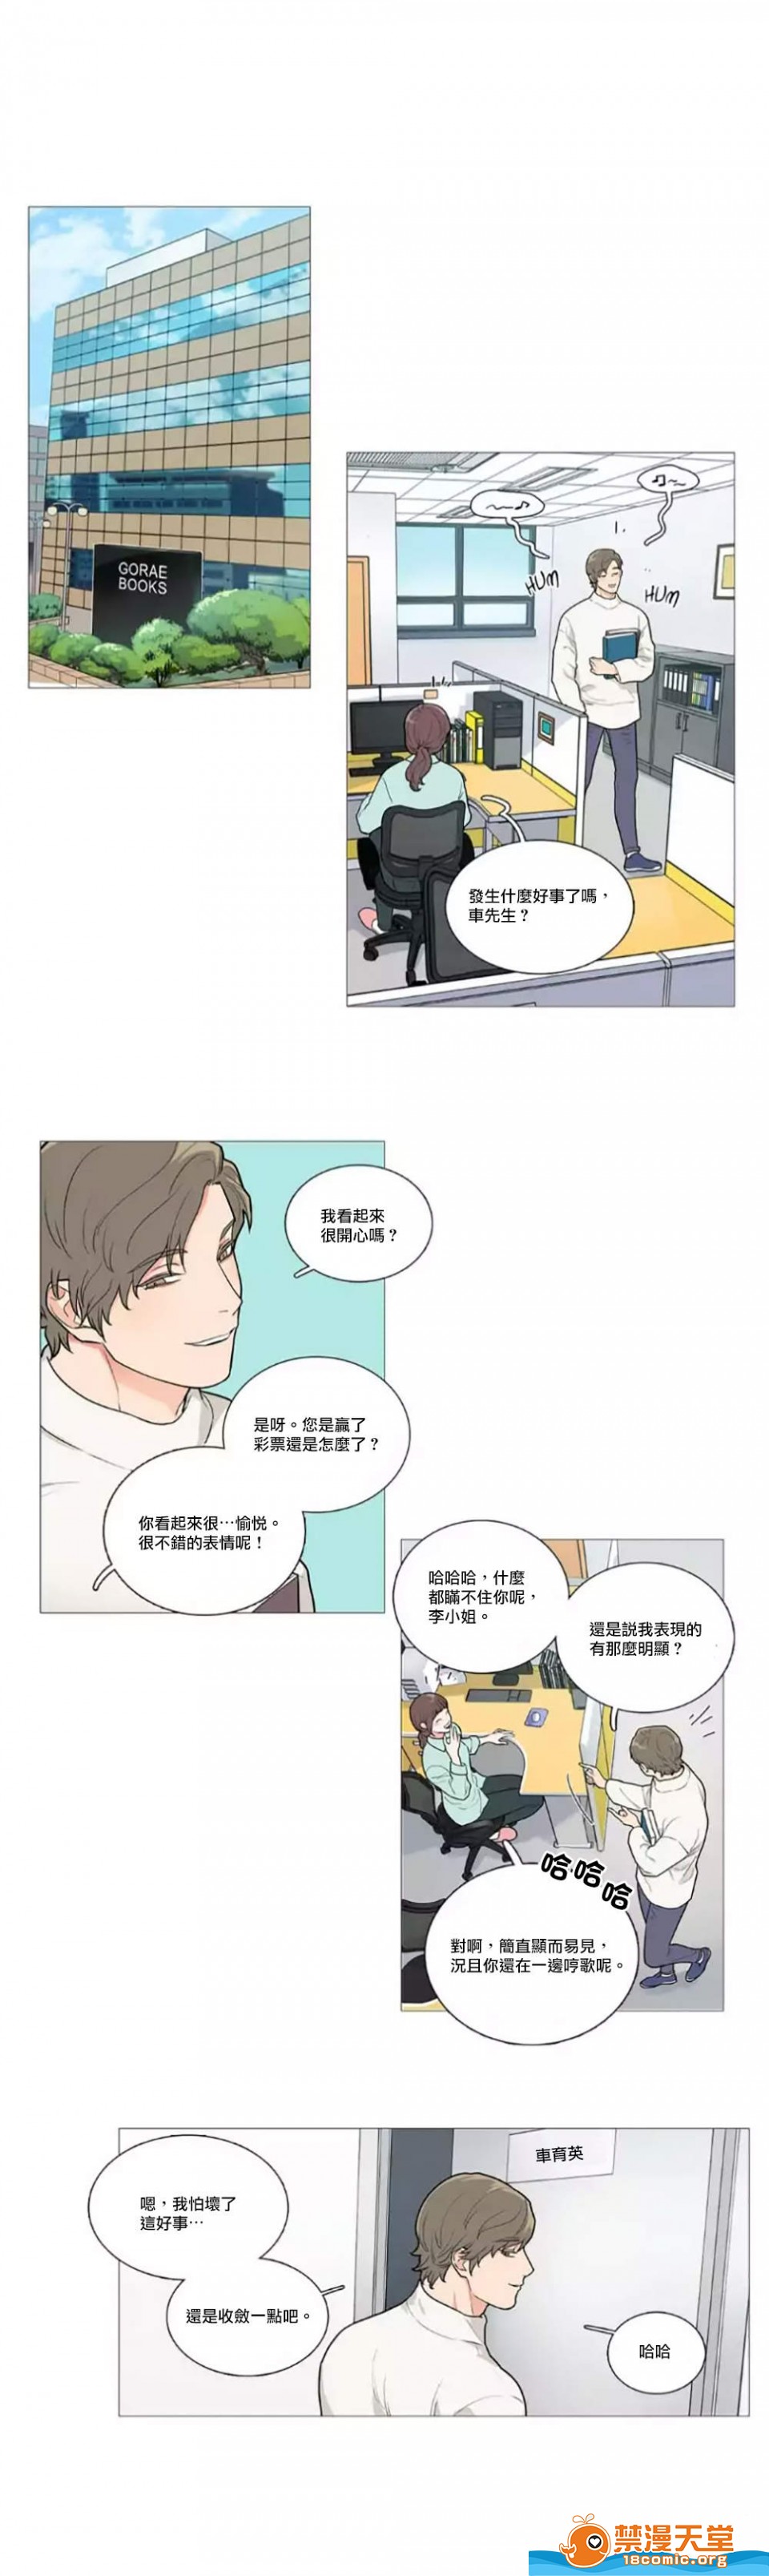 GORAE
BOOKS
HUM
HUM
發生什麼好事了嗎，
車先生？
我看起來
很開心嗎？
是呀。您是贏了
彩票還是怎麼了？
你看起來很…愉悅。
很不錯的表情呢！
哈哈哈，什麼
都瞞不住你呢，
李小姐。
還是説我表現的
有那麼明顯？
哈哈哈
對啊，簡直顯而易見，
況且你還在一邊哼歌呢。
車育英
嗯，我怕壞了
這好事…
還是收斂一點吧。
哈哈
禁漫天堂
18comic.org